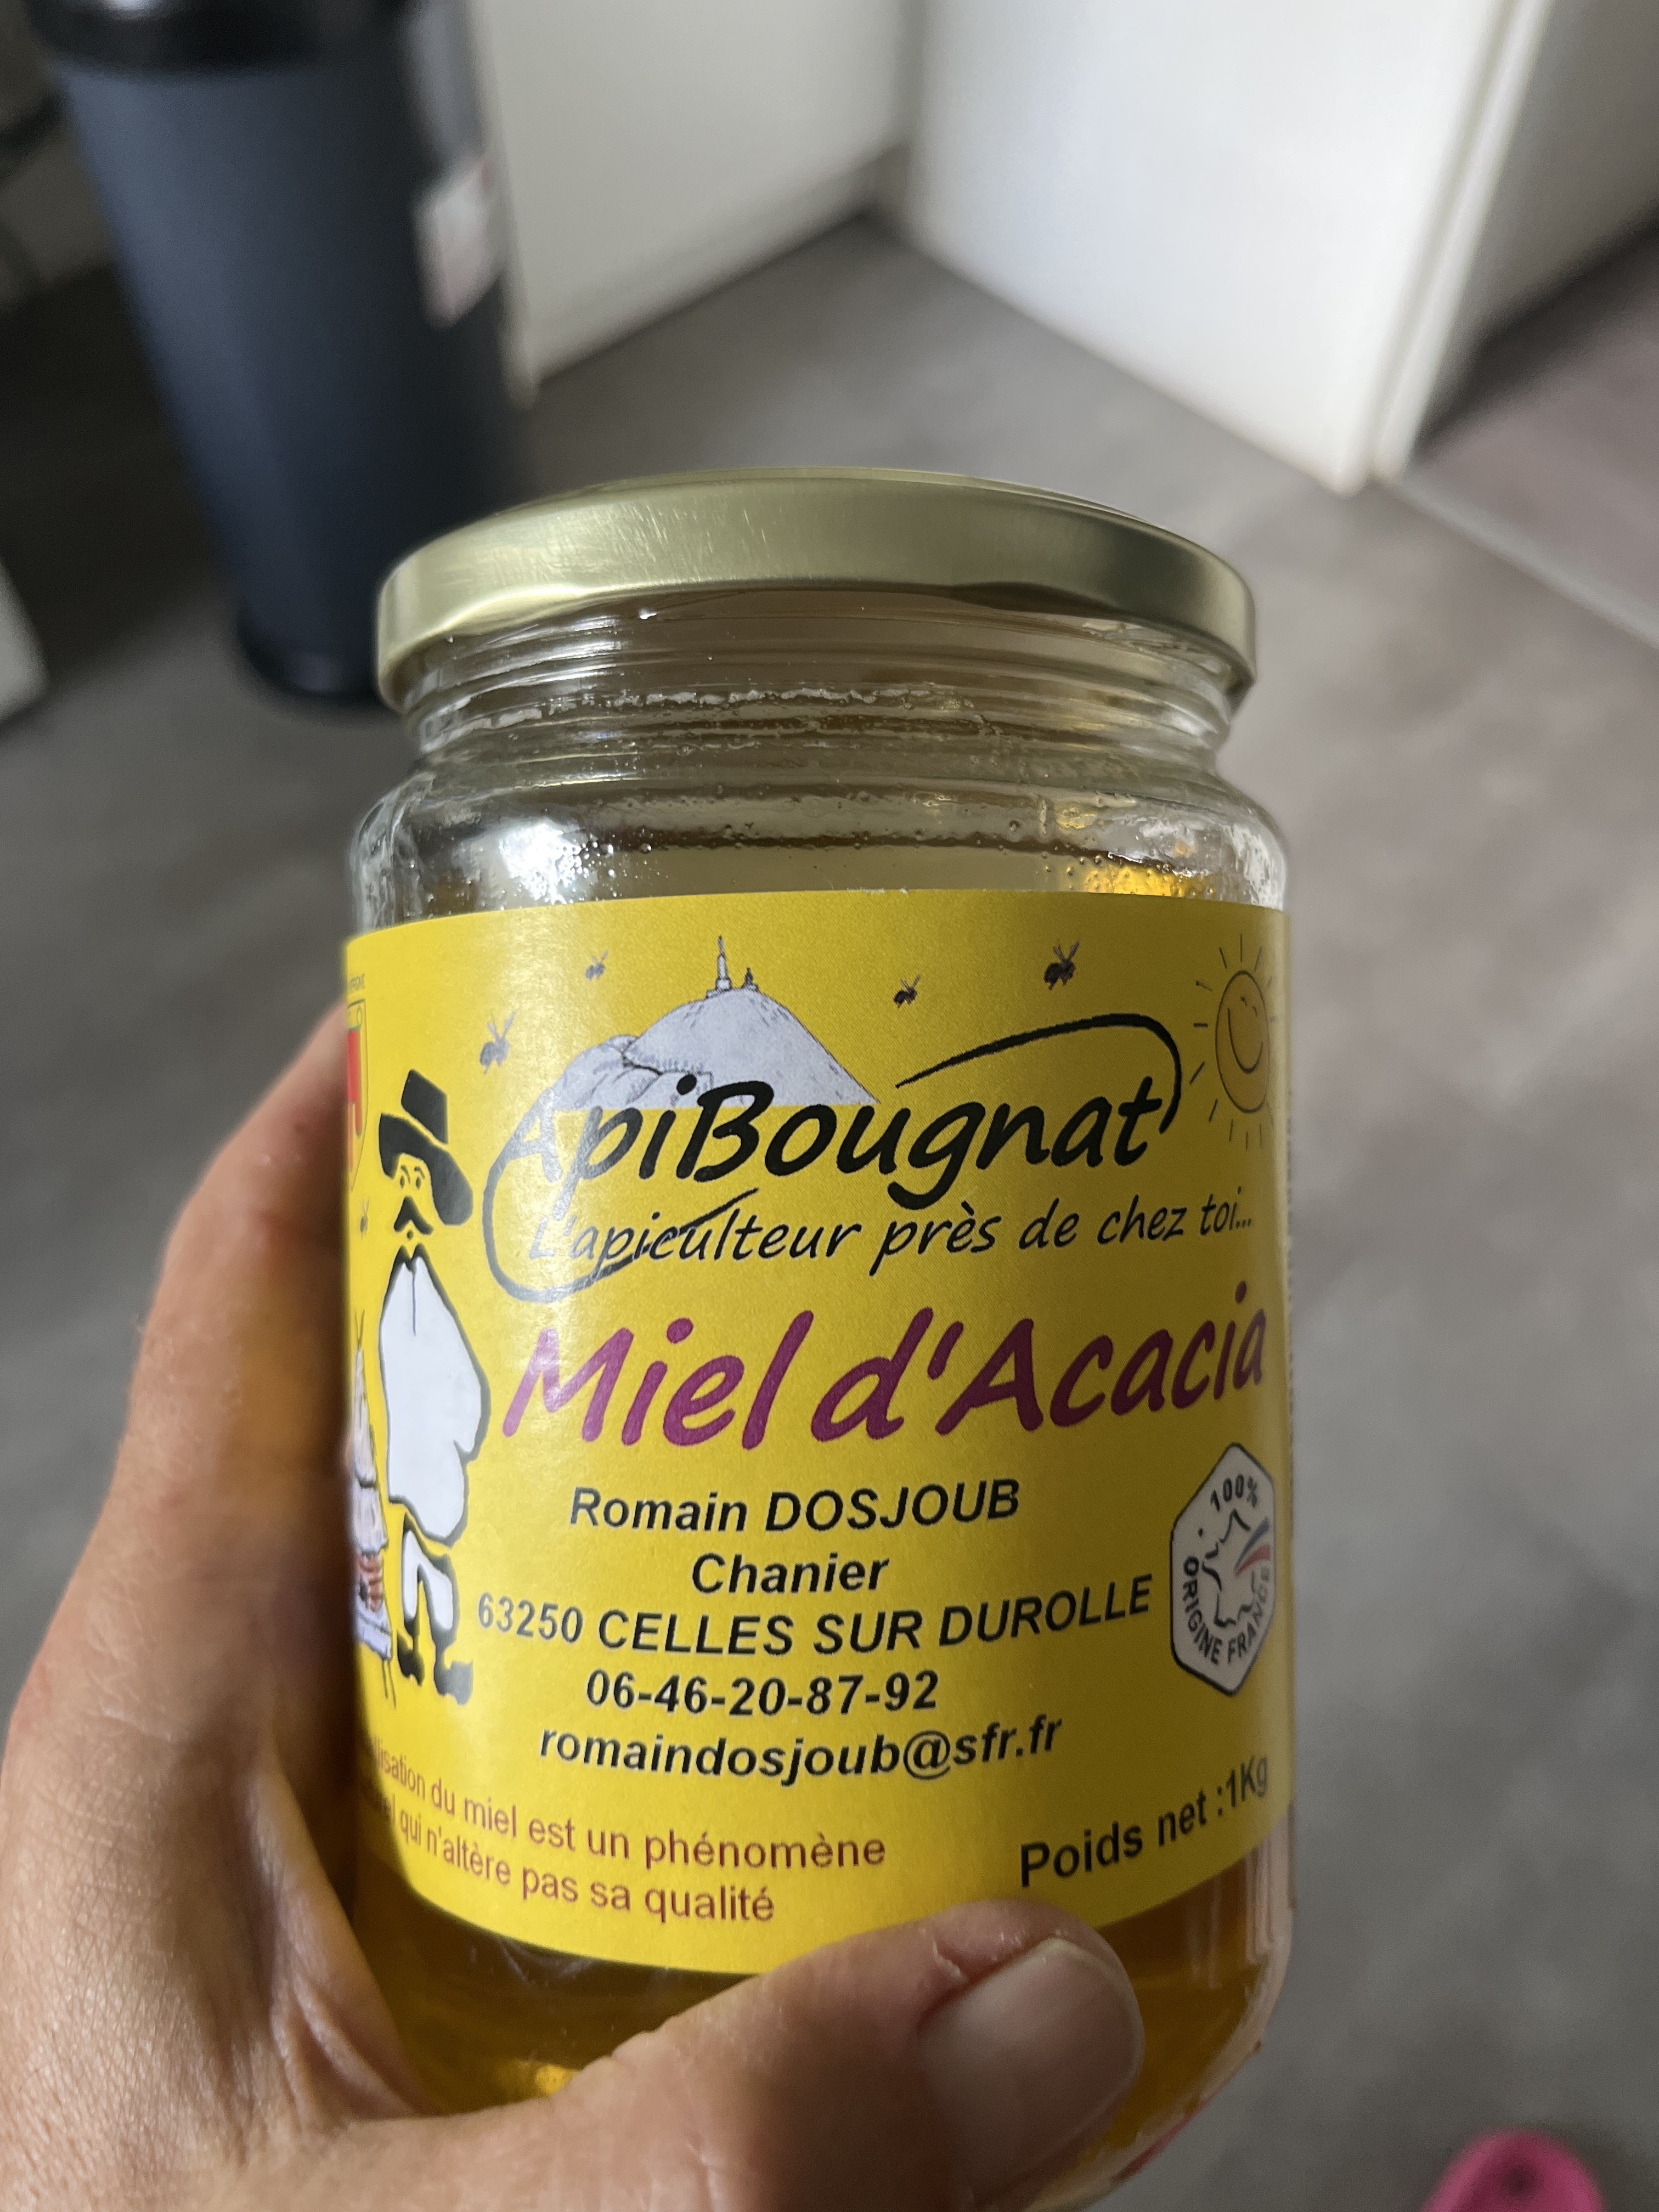 ApiBougnat
L'apiculteur près de chez toi...
Miel d'Acacia
Romain DOSJOUB
Chanier
63250 CELLES SUR DUROLLE
06-46-20-87-92
romaindosjoub@sfr.fr
100%
ORIGINE FRANCE
du miel est un phénomène
qui n'altère pas sa qualité
Poids net :1Kg